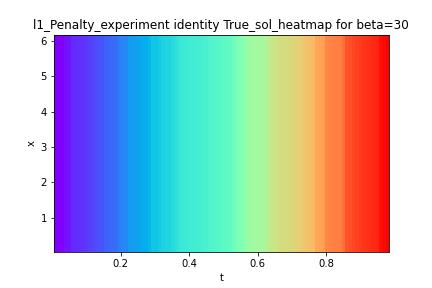 l1_Penalty_experiment identity True_sol_heatmap for beta=30
6
5
4
3
2
1
x
0.2 0.4 0.6 0.8
t